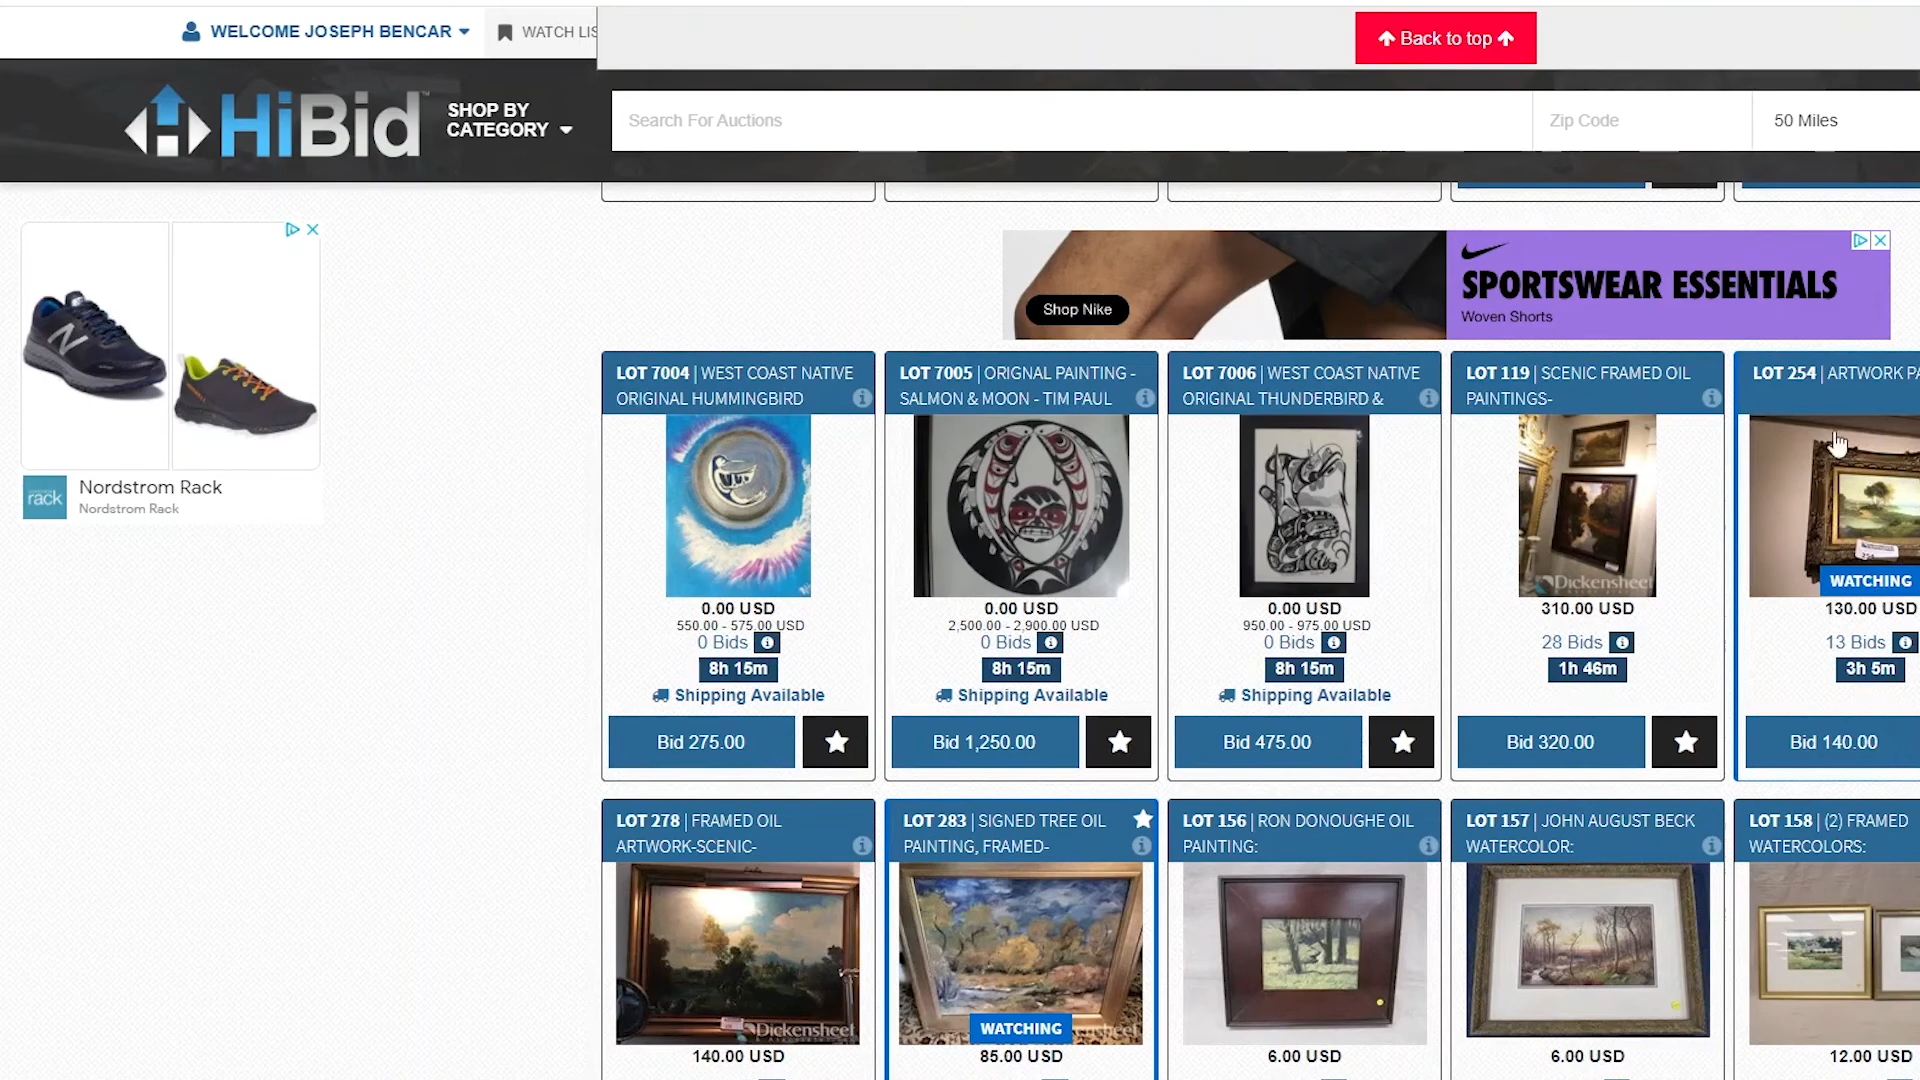 WELCOME JOSEPH BENCAR
WATCH LIS
Back to top
HiBid™
SHOP BY
CATEGORY
Search For Auctions
Zip Code
50 Miles
Shop Nike
SPORTSWEAR ESSENTIALS
Woven Shorts
rack
Nordstrom Rack
Nordstrom Rack
LOT 7004 | WEST COAST NATIVE
ORIGINAL HUMMINGBIRD
0.00 USD
550.00 - 575.00 USD
0 Bids
8h 15m
Shipping Available
Bid 275.00
LOT 7005 | ORIGNAL PAINTING -
SALMON & MOON - TIM PAUL
0.00 USD
2,500.00 - 2,900.00 USD
0 Bids
8h 15m
Shipping Available
Bid 1,250.00
LOT 7006 | WEST COAST NATIVE
ORIGINAL THUNDERBIRD &
0.00 USD
950.00 - 975.00 USD
0 Bids
8h 15m
Shipping Available
Bid 475.00
LOT 119 | SCENIC FRAMED OIL
PAINTINGS-
Dickensheet
310.00 USD
28 Bids
1h 46m
Bid 320.00
LOT 254 | ARTWORK PA
254
WATCHING
130.00 USD
13 Bids
3h 5m
Bid 140.00
LOT 278 | FRAMED OIL
ARTWORK-SCENIC-
Dickensheet
140.00 USD
LOT 283 | SIGNED TREE OIL
PAINTING, FRAMED-
WATCHING
85.00 USD
LOT 156 | RON DONOUGHE OIL
PAINTING:
6.00 USD
LOT 157 | JOHN AUGUST BECK
WATERCOLOR:
6.00 USD
LOT 158 | (2) FRAMED
WATERCOLORS:
12.00 USD